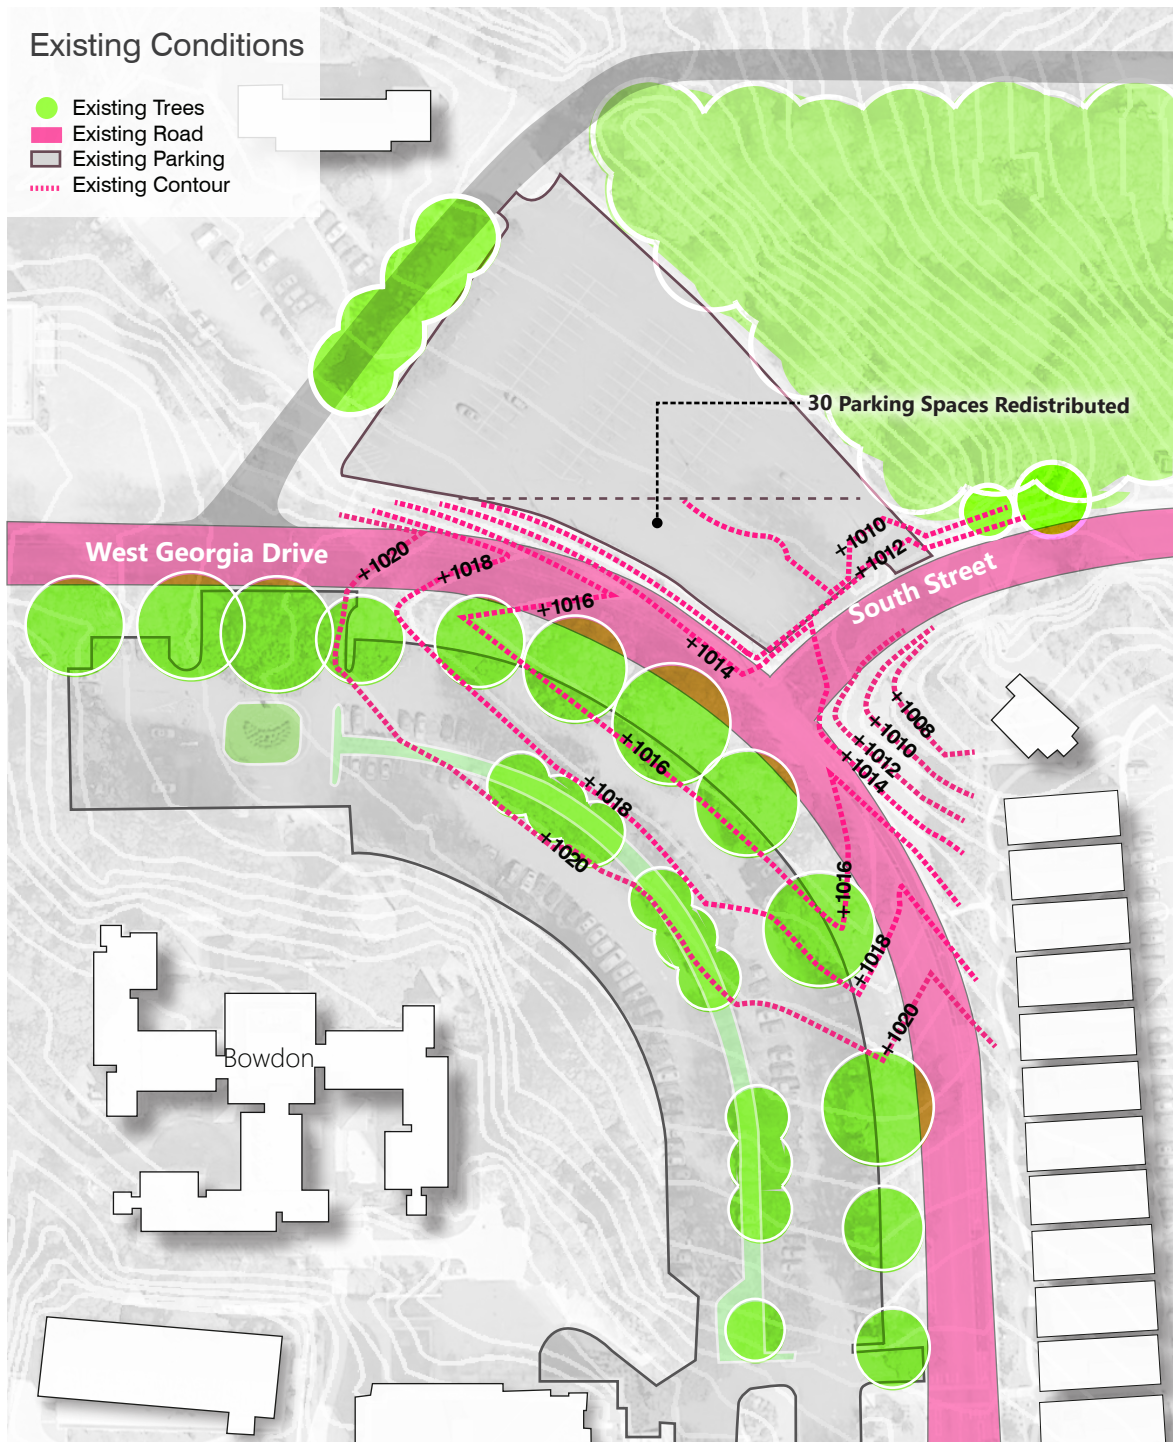 Existing Conditions
Existing Trees
Existing Road
Existing Parking
Existing Contour
30 Parking Spaces Redistributed
West Georgia Drive
South Street
+1020
+1018
+1016
+1014
+1010
+1012
+1008
+1010
+1012
+1014
+1016
+1018
+1020
+1016
+1018
+1020
Bowdon